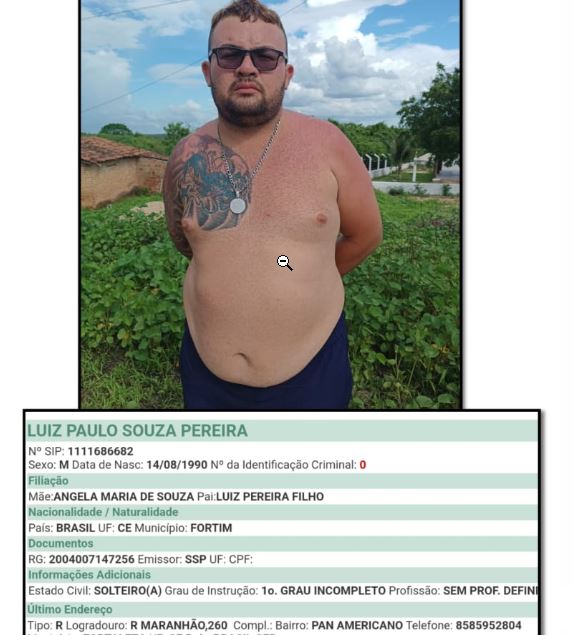 LUIZ PAULO SOUZA PEREIRA
Nº SIP: 1111686682
Sexo: M Data de Nasc: 14/08/1990 Nº da Identificação Criminal: 0
Filiação
Mãe:ANGELA MARIA DE SOUZA Pai:LUIZ PEREIRA FILHO
Nacionalidade / Naturalidade
País: BRASIL UF: CE Município: FORTIM
Documentos
RG: 2004007147256 Emissor: SSP UF: CPF:
Informações Adicionais
Estado Civil: SOLTEIRO(A) Grau de Instrução: 1o. GRAU INCOMPLETO Profissão: SEM PROF. DEFINI
Último Endereço
Tipo: R Logradouro: R MARANHÃO,260 Compl.: Bairro: PAN AMERICANO Telefone: 8585952804